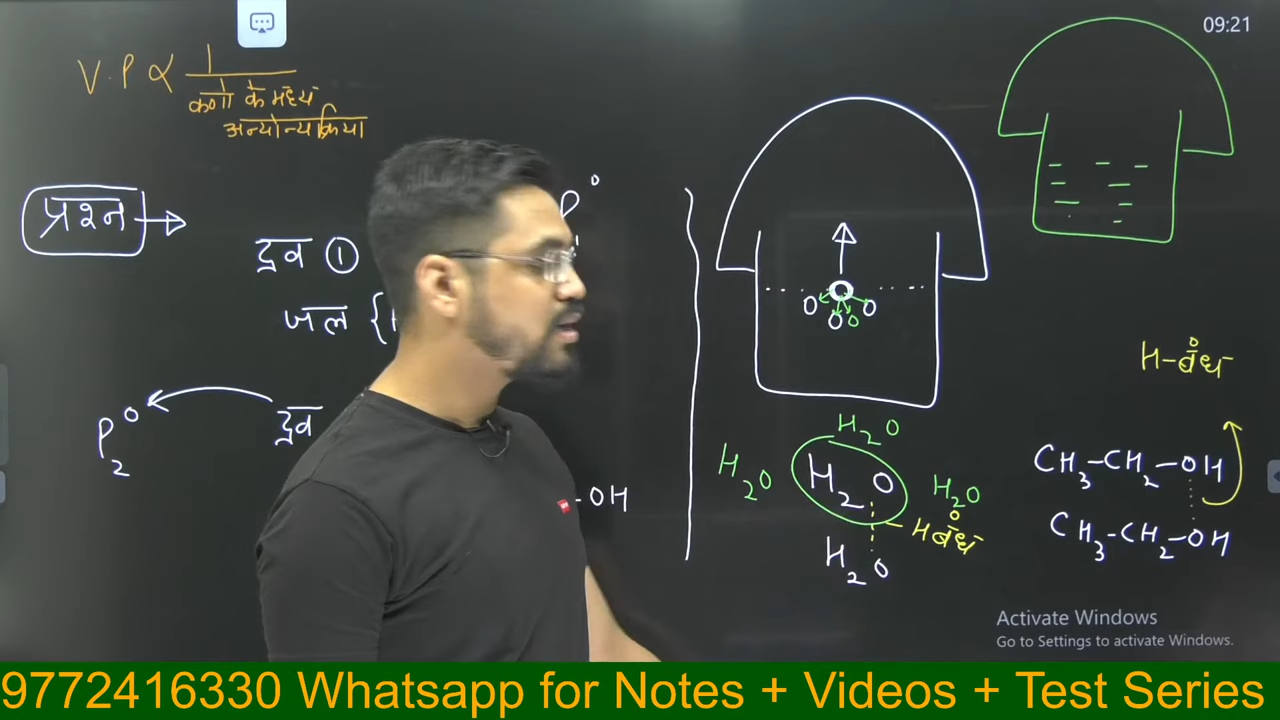 09:21
V.P ∝ 1
कणों के मध्य
अन्योन्यक्रिया
प्रश्न →
द्रव ①
P⁰
जल {
P₂⁰ ← द्रव
-OH
H₂O
H₂O H₂O H₂O
H बंध
H₂O
H-बंध
CH₃-CH₂-OH
CH₃-CH₂-OH
Activate Windows
Go to Settings to activate Windows.
9772416330 Whatsapp for Notes + Videos + Test Series